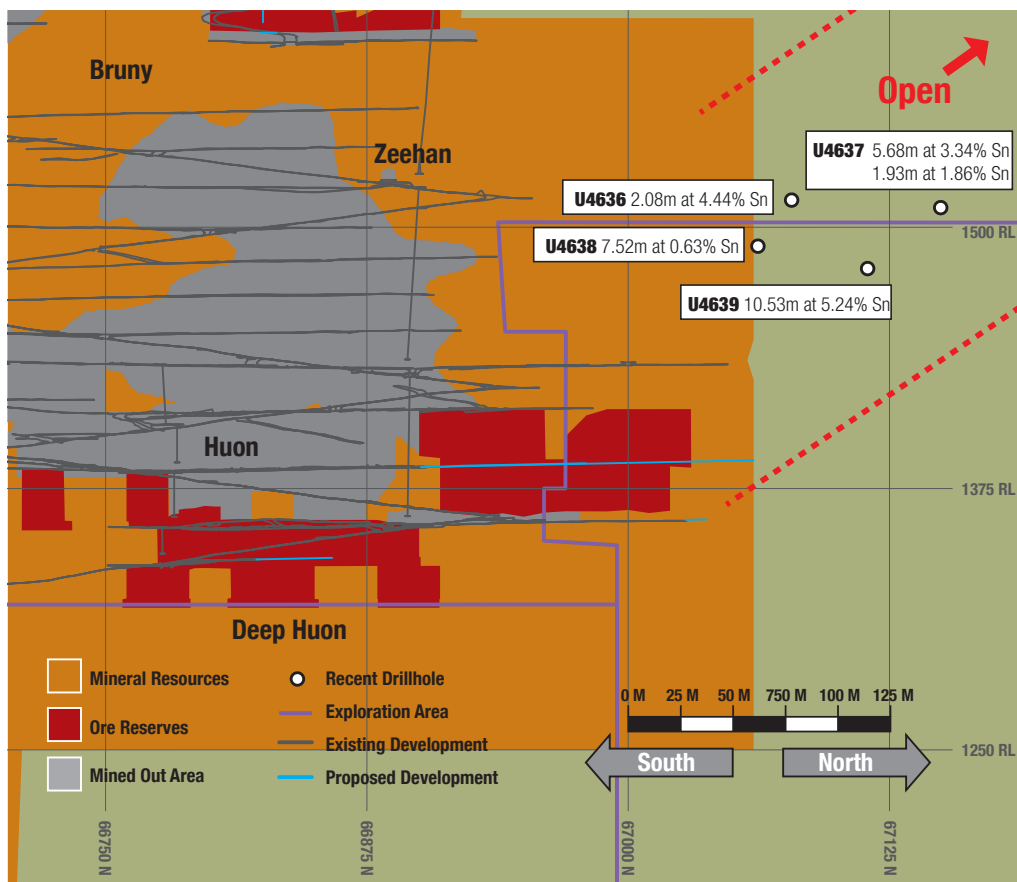 Bruny
Open
Zeehan
U4637 5.68m at 3.34% Sn
1.93m at 1.86% Sn
U4636 2.08m at 4.44% Sn
1500 RL
U4638 7.52m at 0.63% Sn
U4639 10.53m at 5.24% Sn
Huon
1375 RL
Deep Huon
Mineral Resources
Ore Reserves
Mined Out Area
Recent Drillhole
Exploration Area
Existing Development
Proposed Development
0 M 25 M 50 M 750 M 100 M 125 M
1250 RL
South
North
66750 N
66875 N
67000 N
67125 N